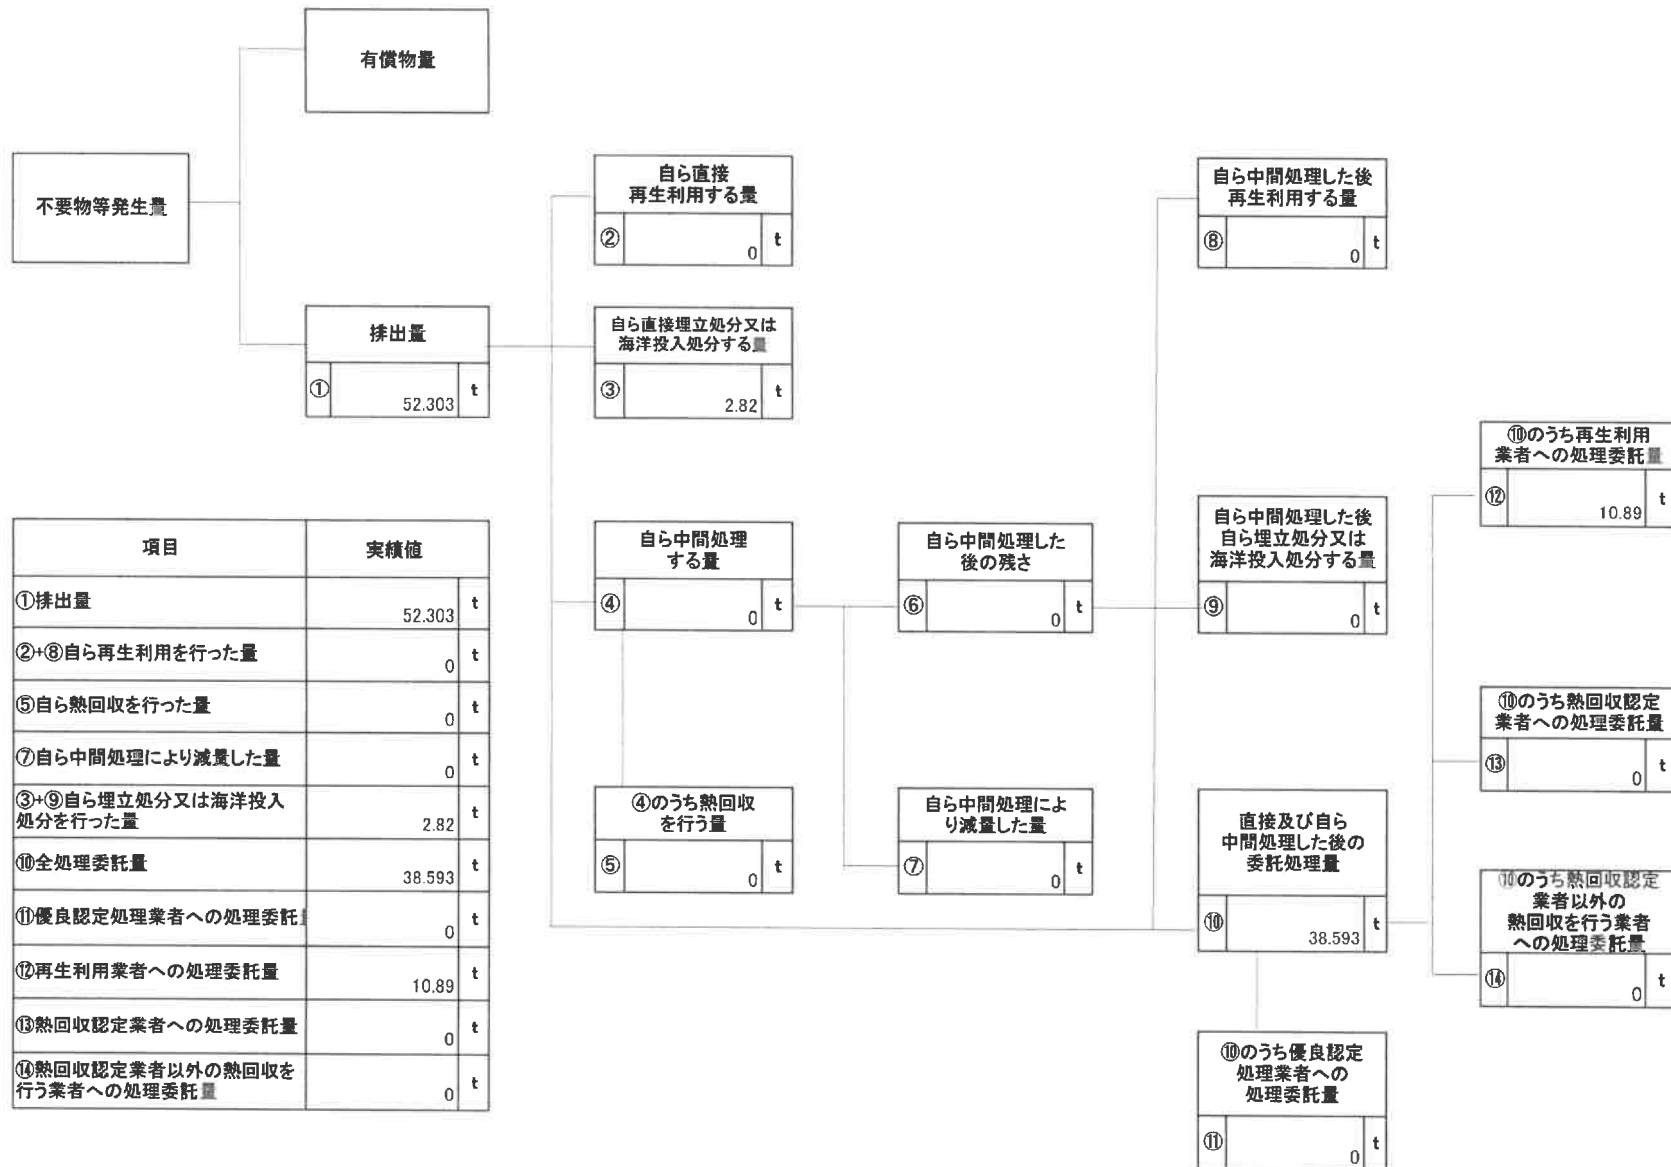 有償物量
不要物等発生量
排出量
① 52.303 t
自ら直接
再生利用する量
② 0 t
自ら直接埋立処分又は
海洋投入処分する量
③ 2.82 t
自ら中間処理
する量
④ 0 t
④のうち熱回収
を行う量
⑤ 0 t
自ら中間処理した
後の残さ
⑥ 0 t
自ら中間処理によ
り減量した量
⑦ 0 t
自ら中間処理した後
再生利用する量
⑧ 0 t
自ら中間処理した後
自ら埋立処分又は
海洋投入処分する量
⑨ 0 t
直接及び自ら
中間処理した後の
委託処理量
⑩ 38.593 t
⑩のうち優良認定
処理業者への
処理委託量
⑪ 0 t
⑩のうち再生利用
業者への処理委託量
⑫ 10.89 t
⑩のうち熱回収認定
業者への処理委託量
⑬ 0 t
⑩のうち熱回収認定
業者以外の
熱回収を行う業者
への処理委託量
⑭ 0 t
項目 実績値
①排出量 52.303 t
②+⑧自ら再生利用を行った量 0 t
⑤自ら熱回収を行った量 0 t
⑦自ら中間処理により減量した量 0 t
③+⑨自ら埋立処分又は海洋投入
処分を行った量 2.82 t
⑩全処理委託量 38.593 t
⑪優良認定処理業者への処理委託 0 t
⑫再生利用業者への処理委託量 10.89 t
⑬熱回収認定業者への処理委託量 0 t
⑭熱回収認定業者以外の熱回収を
行う業者への処理委託量 0 t